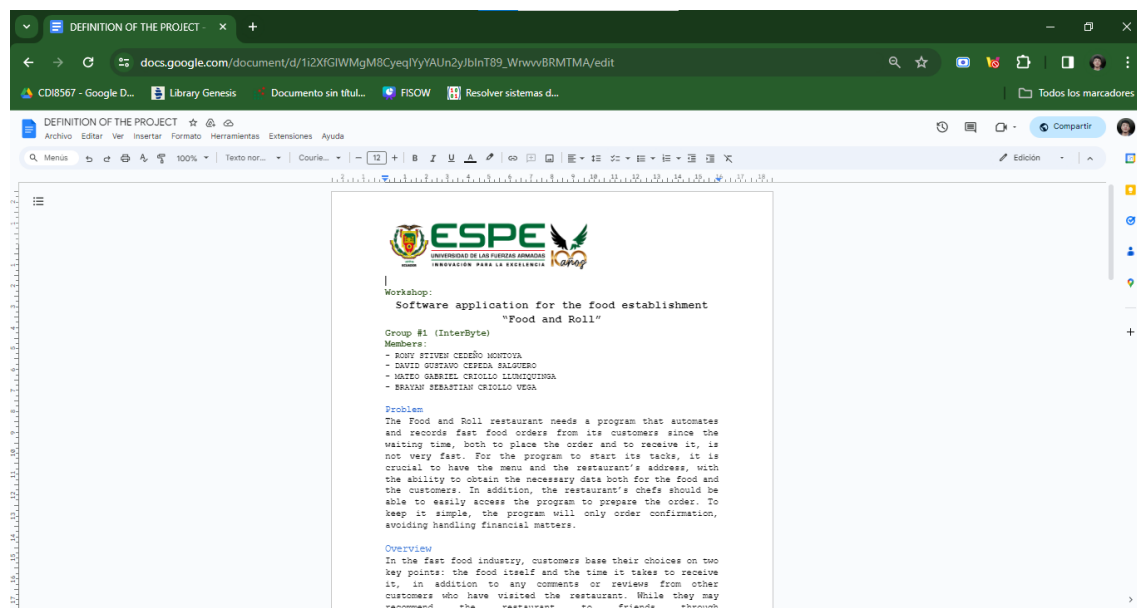 DEFINITION OF THE PROJECT -
docs.google.com/document/d/1i2XfGlWMgM8CyeqIYyYAUn2yJbInT89_WrwvvBRMTMA/edit
CDI8567 - Google D... Library Genesis Documento sin títul... FISOW Resolver sistemas d... Todos los marcadores
DEFINITION OF THE PROJECT
Archivo Editar Ver Insertar Formato Herramientas Extensiones Ayuda
Compartir
Menús 100% Texto nor... Courie... 12 B I U A Edición
ESPE
UNIVERSIDAD DE LAS FUERZAS ARMADAS
INNOVACIÓN PARA LA EXCELENCIA
100 años
Workshop:
Software application for the food establishment
“Food and Roll”
Group #1 (InterByte)
Members:
- RONY STIVEN CEDEÑO MONTOYA
- DAVID GUSTAVO CEPEDA SALGUERO
- MATEO GABRIEL CRIOLLO LLUMIQUINGA
- BRAYAN SEBASTIAN CRIOLLO VEGA
Problem
The Food and Roll restaurant needs a program that automates
and records fast food orders from its customers since the
waiting time, both to place the order and to receive it, is
not very fast. For the program to start its tacks, it is
crucial to have the menu and the restaurant's address, with
the ability to obtain the necessary data both for the food and
the customers. In addition, the restaurant's chefs should be
able to easily access the program to prepare the order. To
keep it simple, the program will only order confirmation,
avoiding handling financial matters.
Overview
In the fast food industry, customers base their choices on two
key points: the food itself and the time it takes to receive
it, in addition to any comments or reviews from other
customers who have visited the restaurant. While they may
recommend the restaurant to friends through